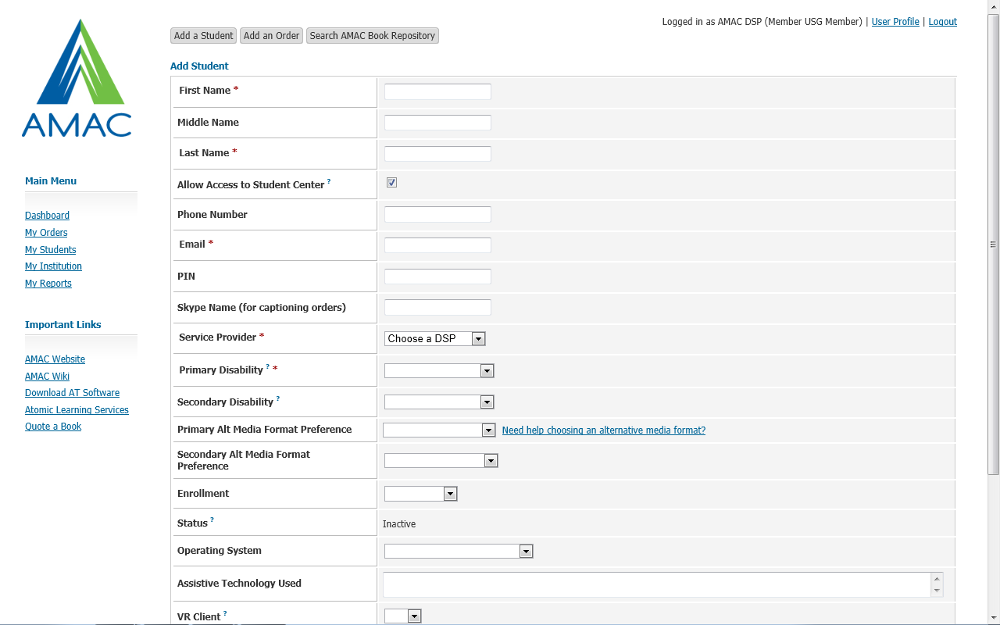 Logged in as AMAC DSP (Member USG Member) | User Profile | Logout
Add a Student Add an Order Search AMAC Book Repository
AMAC
Main Menu
Dashboard
My Orders
My Students
My Institution
My Reports
Important Links
AMAC Website
AMAC Wiki
Download AT Software
Atomic Learning Services
Quote a Book
Add Student
First Name *
Middle Name
Last Name *
Allow Access to Student Center ?
Phone Number
Email *
PIN
Skype Name (for captioning orders)
Service Provider * Choose a DSP
Primary Disability ? *
Secondary Disability ?
Primary Alt Media Format Preference Need help choosing an alternative media format?
Secondary Alt Media Format
Preference
Enrollment
Status ? Inactive
Operating System
Assistive Technology Used
VR Client ?